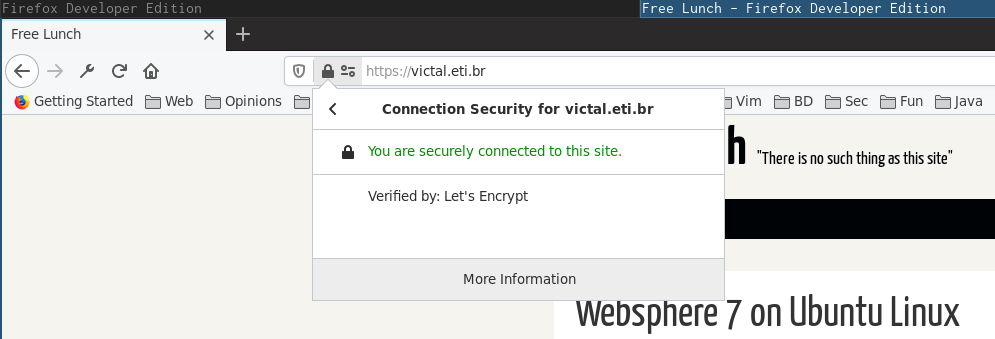 Firefox Developer Edition
Free Lunch - Firefox Developer Edition
Free Lunch
https://victal.eti.br
Getting Started Web Opinions Vim BD Sec Fun Java
Connection Security for victal.eti.br
You are securely connected to this site.
h "There is no such thing as this site"
Verified by: Let's Encrypt
More Information
Websphere 7 on Ubuntu Linux